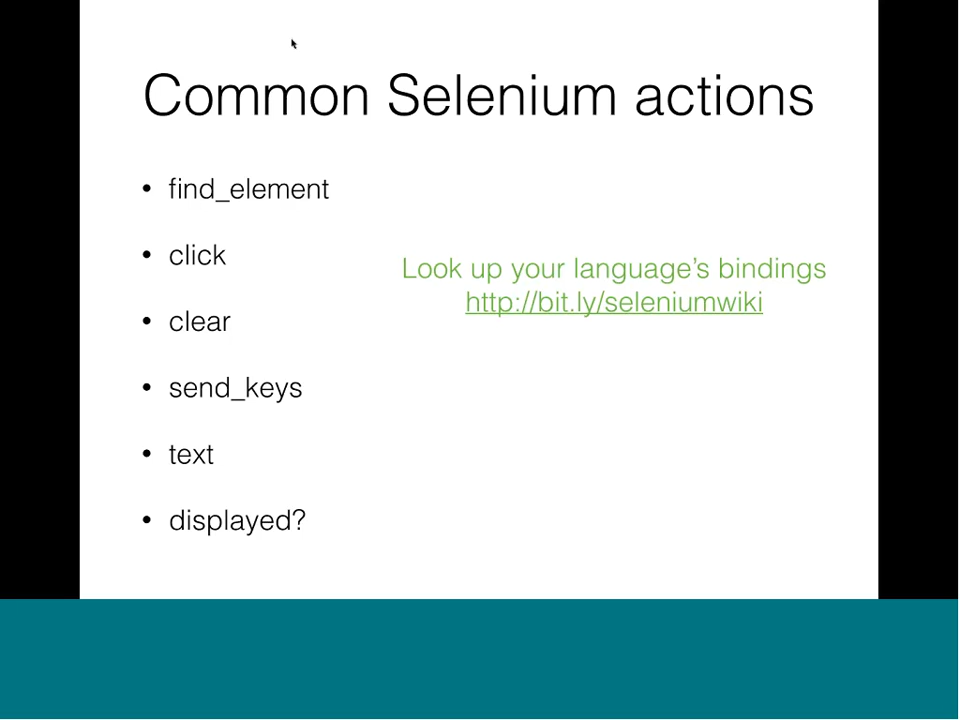 Common Selenium actions
• find_element
• click
• clear
• send_keys
• text
• displayed?
Look up your language’s bindings
http://bit.ly/seleniumwiki